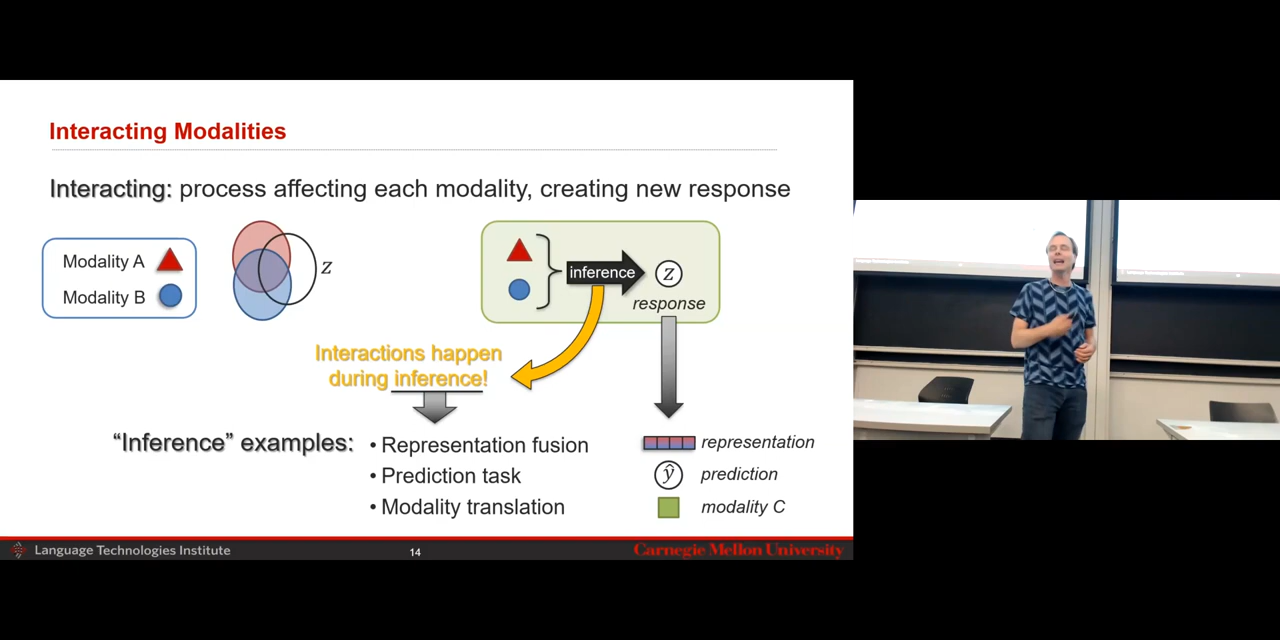 Interacting Modalities
Interacting: process affecting each modality, creating new response
Modality A
Modality B
z
inference
z
response
Interactions happen
during inference!
“Inference” examples:
• Representation fusion
• Prediction task
• Modality translation
representation
ŷ
prediction
modality C
Language Technologies Institute
14
Carnegie Mellon University